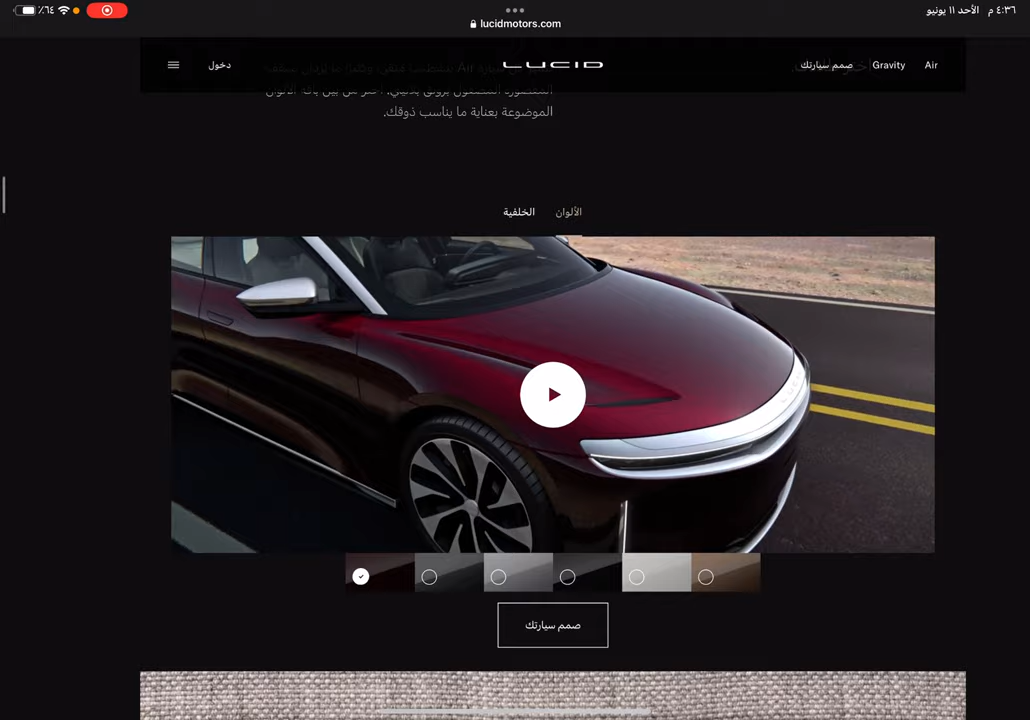 ٤:٣٦ م الأحد ١١ يونيو
٪٦٤
lucidmotors.com
Air Gravity صمم سيارتك
LUCID
دخول
الموضوعة بعناية ما يناسب ذوقك.
الألوان الخلفية
صمم سيارتك